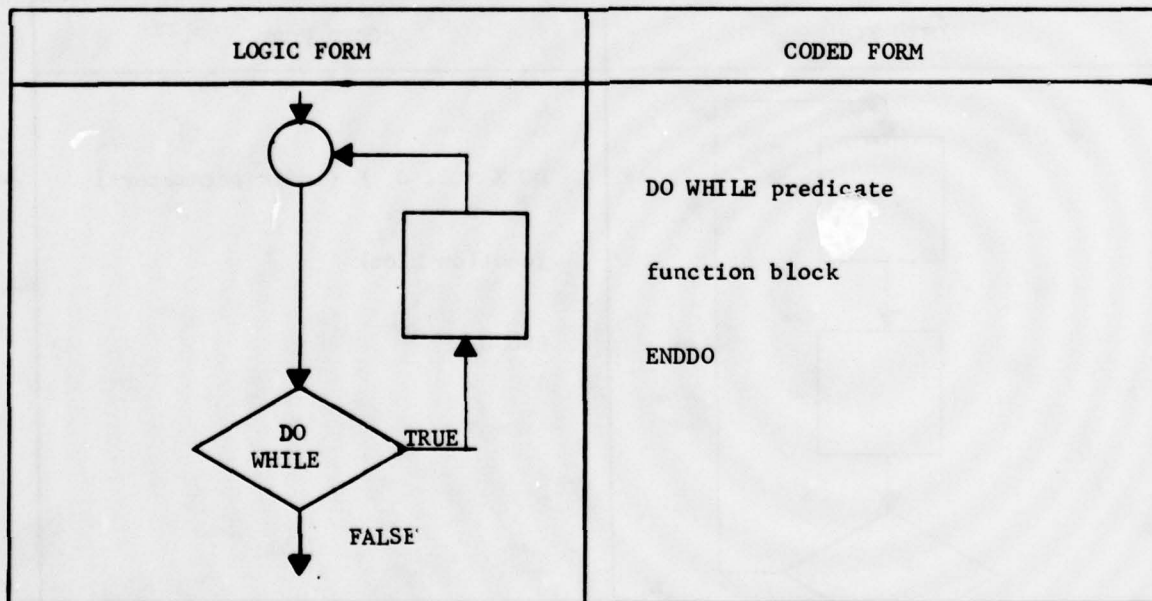 LOGIC FORM
CODED FORM
DO
WHILE
TRUE
FALSE
DO WHILE predicate
function block
ENDDO